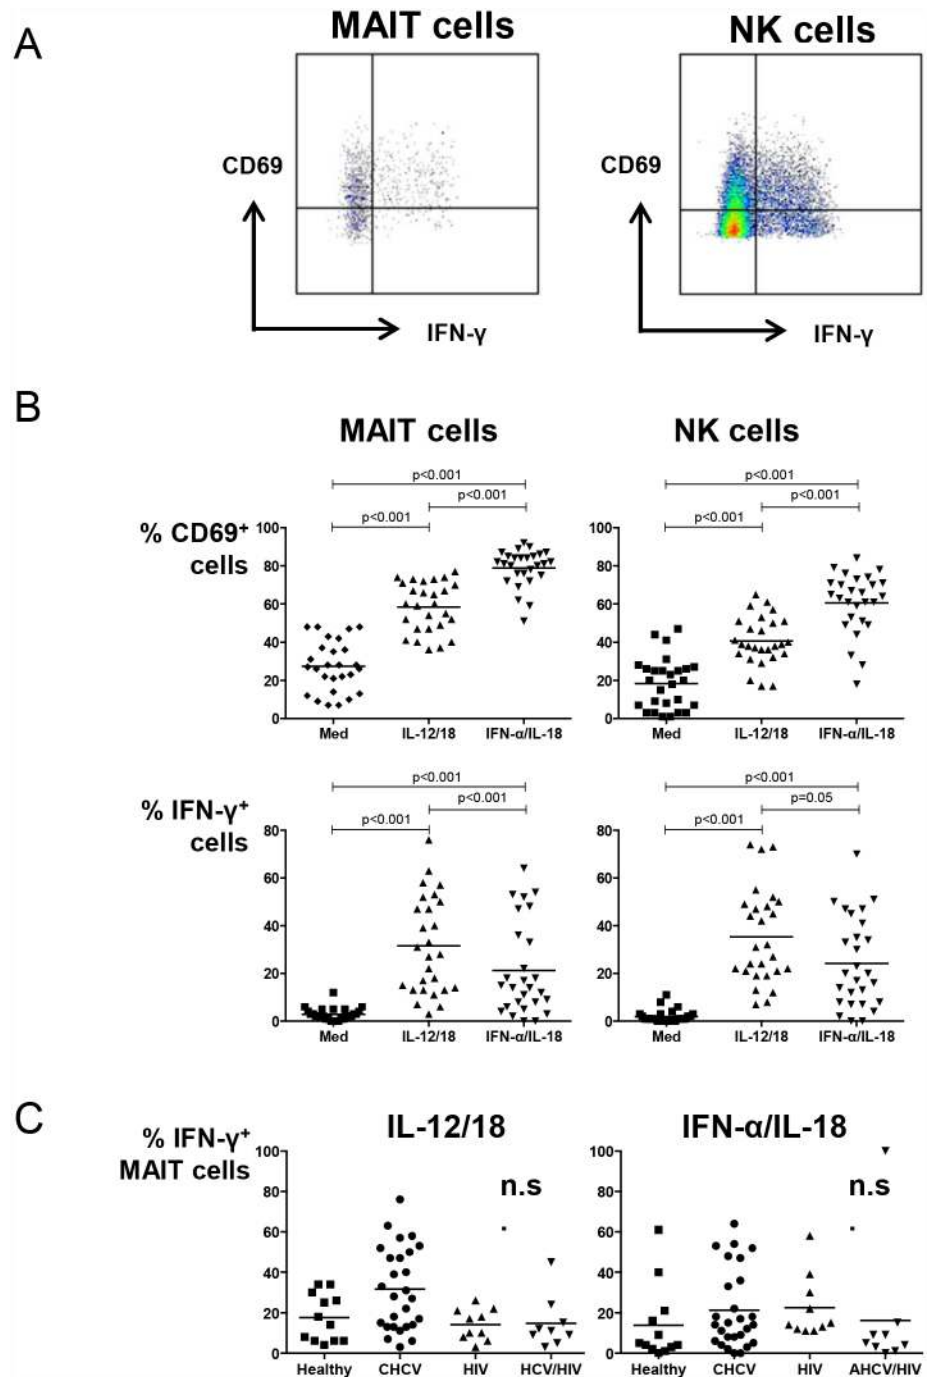 A
MAIT cells
NK cells
CD69
CD69
IFN-γ
IFN-γ
B
MAIT cells
NK cells
p<0.001
p<0.001
p<0.001
p<0.001
p<0.001
p<0.001
% CD69+
cells
100
80
60
40
20
0
Med
IL-12/18
IFN-α/IL-18
100
80
60
40
20
0
Med
IL-12/18
IFN-α/IL-18
p<0.001
p<0.001
p<0.001
p<0.001
p=0.05
p<0.001
% IFN-γ+
cells
80
60
40
20
0
Med
IL-12/18
IFN-α/IL-18
80
60
40
20
0
Med
IL-12/18
IFN-α/IL-18
C
% IFN-γ+
MAIT cells
IL-12/18
IFN-α/IL-18
100
80
60
40
20
0
n.s
Healthy
CHCV
HIV
HCV/HIV
100
80
60
40
20
0
n.s
Healthy
CHCV
HIV
AHCV/HIV